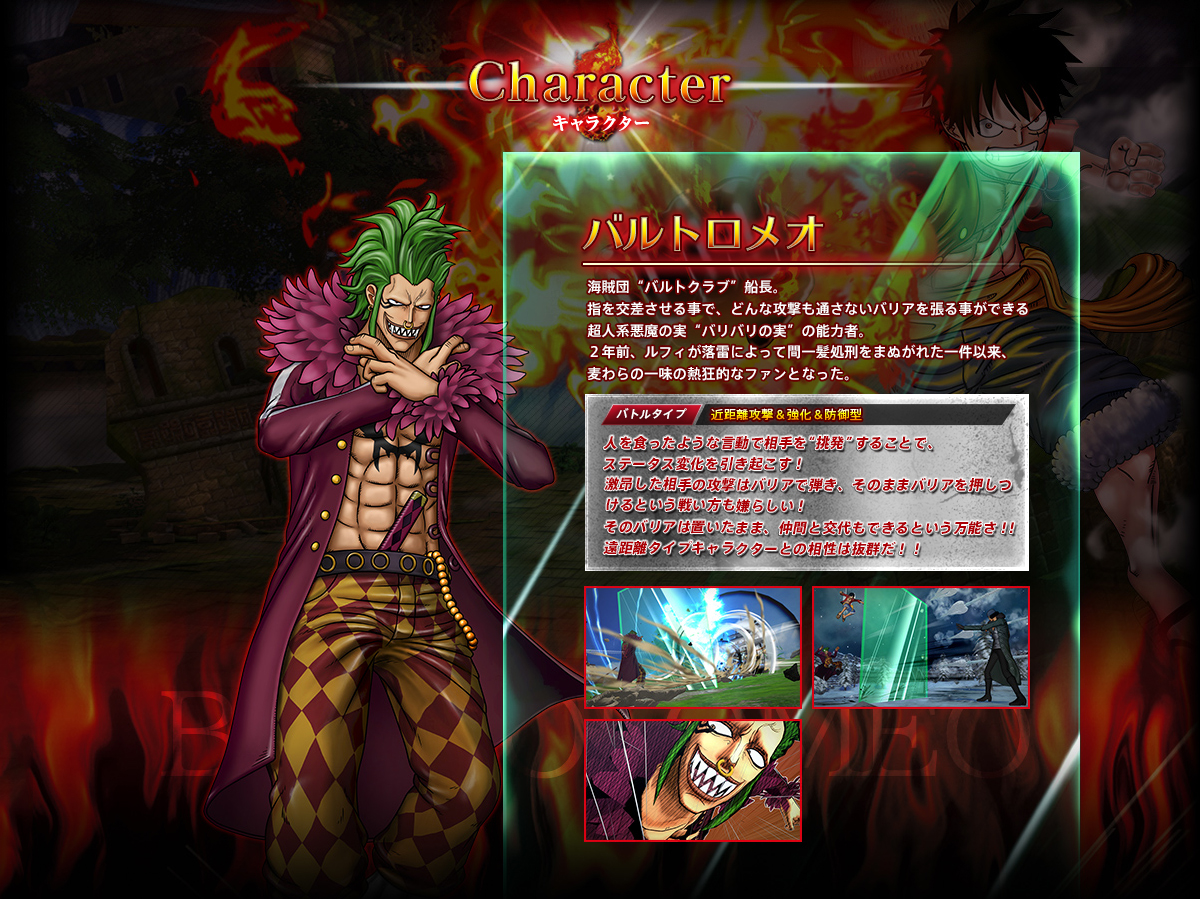 Character
キャラクター
バルトロメオ
海賊団“バルトクラブ”船長。
指を交差させる事で、どんな攻撃も通さないバリアを張る事ができる
超人系悪魔の実“バリバリの実”の能力者。
２年前、ルフィが落雷によって間一髪処刑をまぬがれた一件以来、
麦わらの一味の熱狂的なファンとなった。
バトルタイプ 近距離攻撃＆強化＆防御型
人を食ったような言動で相手を“挑発”することで、
ステータス変化を引き起こす！
激昂した相手の攻撃はバリアで弾き、そのままバリアを押しつ
けるという戦い方も嫌らしい！
そのバリアは置いたまま、仲間と交代もできるという万能さ!!
遠距離タイプキャラクターとの相性は抜群だ！！